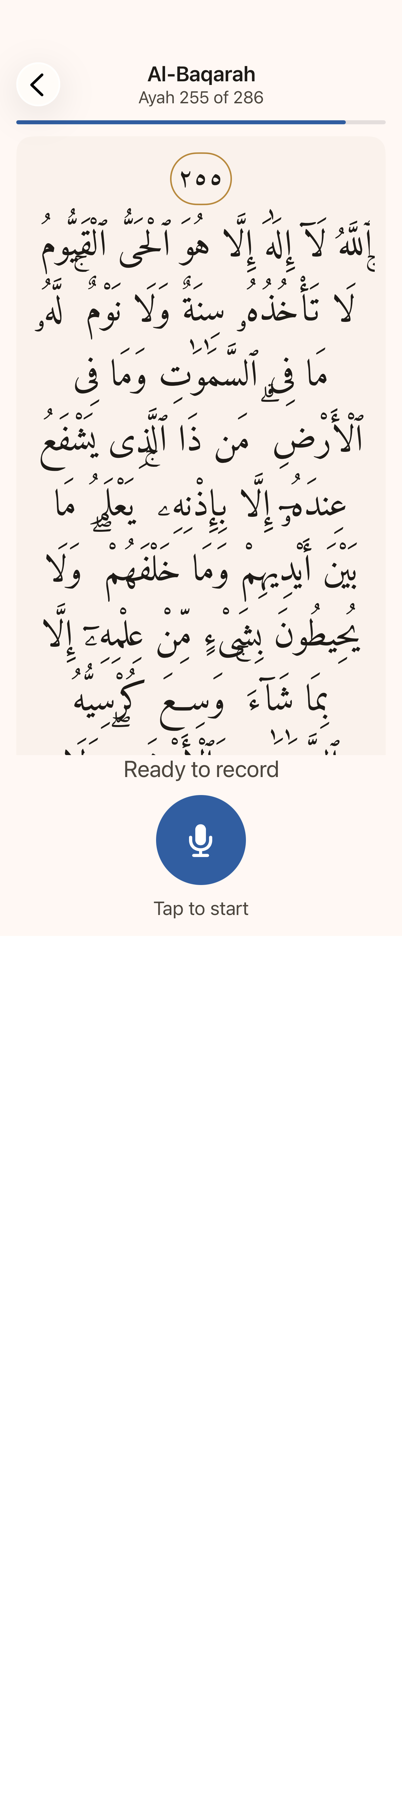 Al-Baqarah
Ayah 255 of 286
٢٥٥
ٱللَّهُ لَآ إِلَٰهَ إِلَّا هُوَ ٱلْحَىُّ ٱلْقَيُّومُ ۚ
لَا تَأْخُذُهُۥ سِنَةٌ وَلَا نَوْمٌ ۚ لَّهُۥ
مَا فِى ٱلسَّمَٰوَٰتِ وَمَا فِى
ٱلْأَرْضِ ۗ مَن ذَا ٱلَّذِى يَشْفَعُ
عِندَهُۥٓ إِلَّا بِإِذْنِهِۦ ۚ يَعْلَمُ مَا
بَيْنَ أَيْدِيهِمْ وَمَا خَلْفَهُمْ ۖ وَلَا
يُحِيطُونَ بِشَىْءٍ مِّنْ عِلْمِهِۦٓ إِلَّا
بِمَا شَآءَ ۚ وَسِعَ كُرْسِيُّهُ
Ready to record
Tap to start